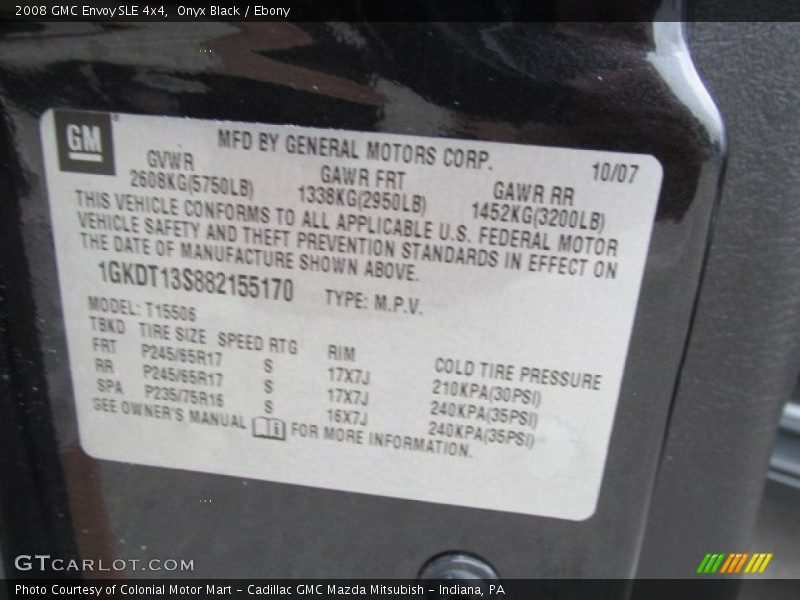 2008 GMC Envoy SLE 4x4,  Onyx Black / Ebony
GM
MFD BY GENERAL MOTORS CORP.
10/07
GVWR GAWR FRT GAWR RR
2608KG(5750LB) 1338KG(2950LB) 1452KG(3200LB)
THIS VEHICLE CONFORMS TO ALL APPLICABLE U.S. FEDERAL MOTOR
VEHICLE SAFETY AND THEFT PREVENTION STANDARDS IN EFFECT ON
THE DATE OF MANUFACTURE SHOWN ABOVE.
1GKDT13S882155170 TYPE: M.P.V.
MODEL: T15506
TBKD TIRE SIZE SPEED RTG RIM COLD TIRE PRESSURE
FRT P245/65R17 S 17X7J 210KPA(30PSI)
RR P245/65R17 S 17X7J 240KPA(35PSI)
SPA P235/75R16 S 16X7J 240KPA(35PSI)
SEE OWNER'S MANUAL FOR MORE INFORMATION.
GTCARLOT.COM
Photo Courtesy of Colonial Motor Mart - Cadillac GMC Mazda Mitsubish - Indiana, PA